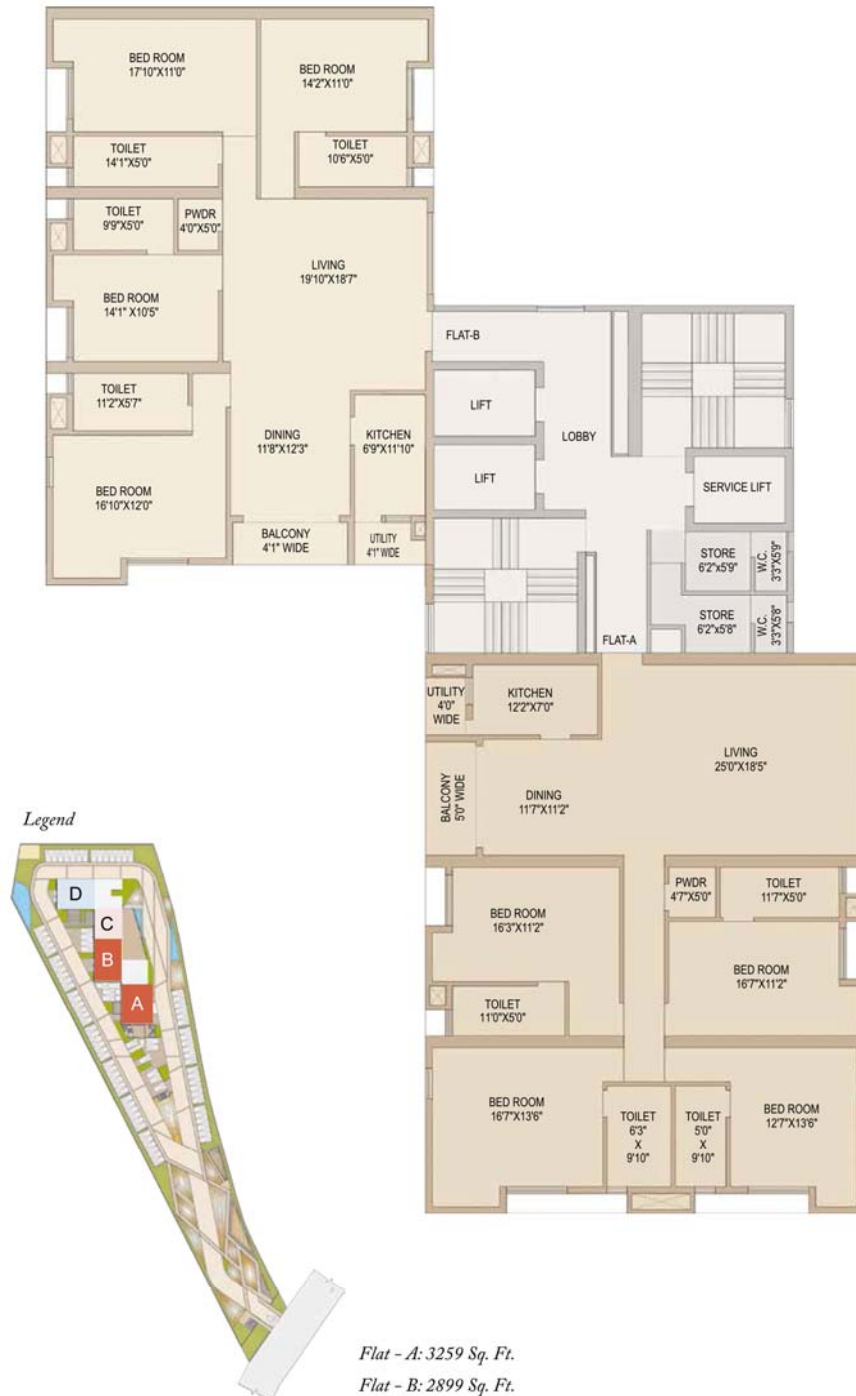 BED ROOM
17'10"X11'0"
BED ROOM
14'2"X11'0"
TOILET
14'1"X5'0"
TOILET
10'6"X5'0"
TOILET
9'9"X5'0"
PWDR
4'0"X5'0"
LIVING
19'10"X18'7"
BED ROOM
14'1" X10'5"
FLAT-B
TOILET
11'2"X5'7"
LIFT
DINING
11'8"X12'3"
KITCHEN
6'9"X11'10"
LOBBY
BED ROOM
16'10"X12'0"
LIFT
SERVICE LIFT
BALCONY
4'1" WIDE
UTILITY
4'1" WIDE
STORE
6'2"x5'9"
W.C.
3'3"X5'9"
STORE
6'2"x5'8"
W.C.
3'3"X5'8"
FLAT-A
UTILITY
4'0"
WIDE
KITCHEN
12'2"X7'0"
LIVING
25'0"X18'5"
BALCONY
5'0" WIDE
DINING
11'7"X11'2"
PWDR
4'7"X5'0"
TOILET
11'7"X5'0"
BED ROOM
16'3"X11'2"
BED ROOM
16'7"X11'2"
TOILET
11'0"X5'0"
BED ROOM
16'7"X13'6"
TOILET
6'3"
X
9'10"
TOILET
5'0"
X
9'10"
BED ROOM
12'7"X13'6"
Legend
D
C
B
A
Flat - A: 3259 Sq. Ft.
Flat - B: 2899 Sq. Ft.